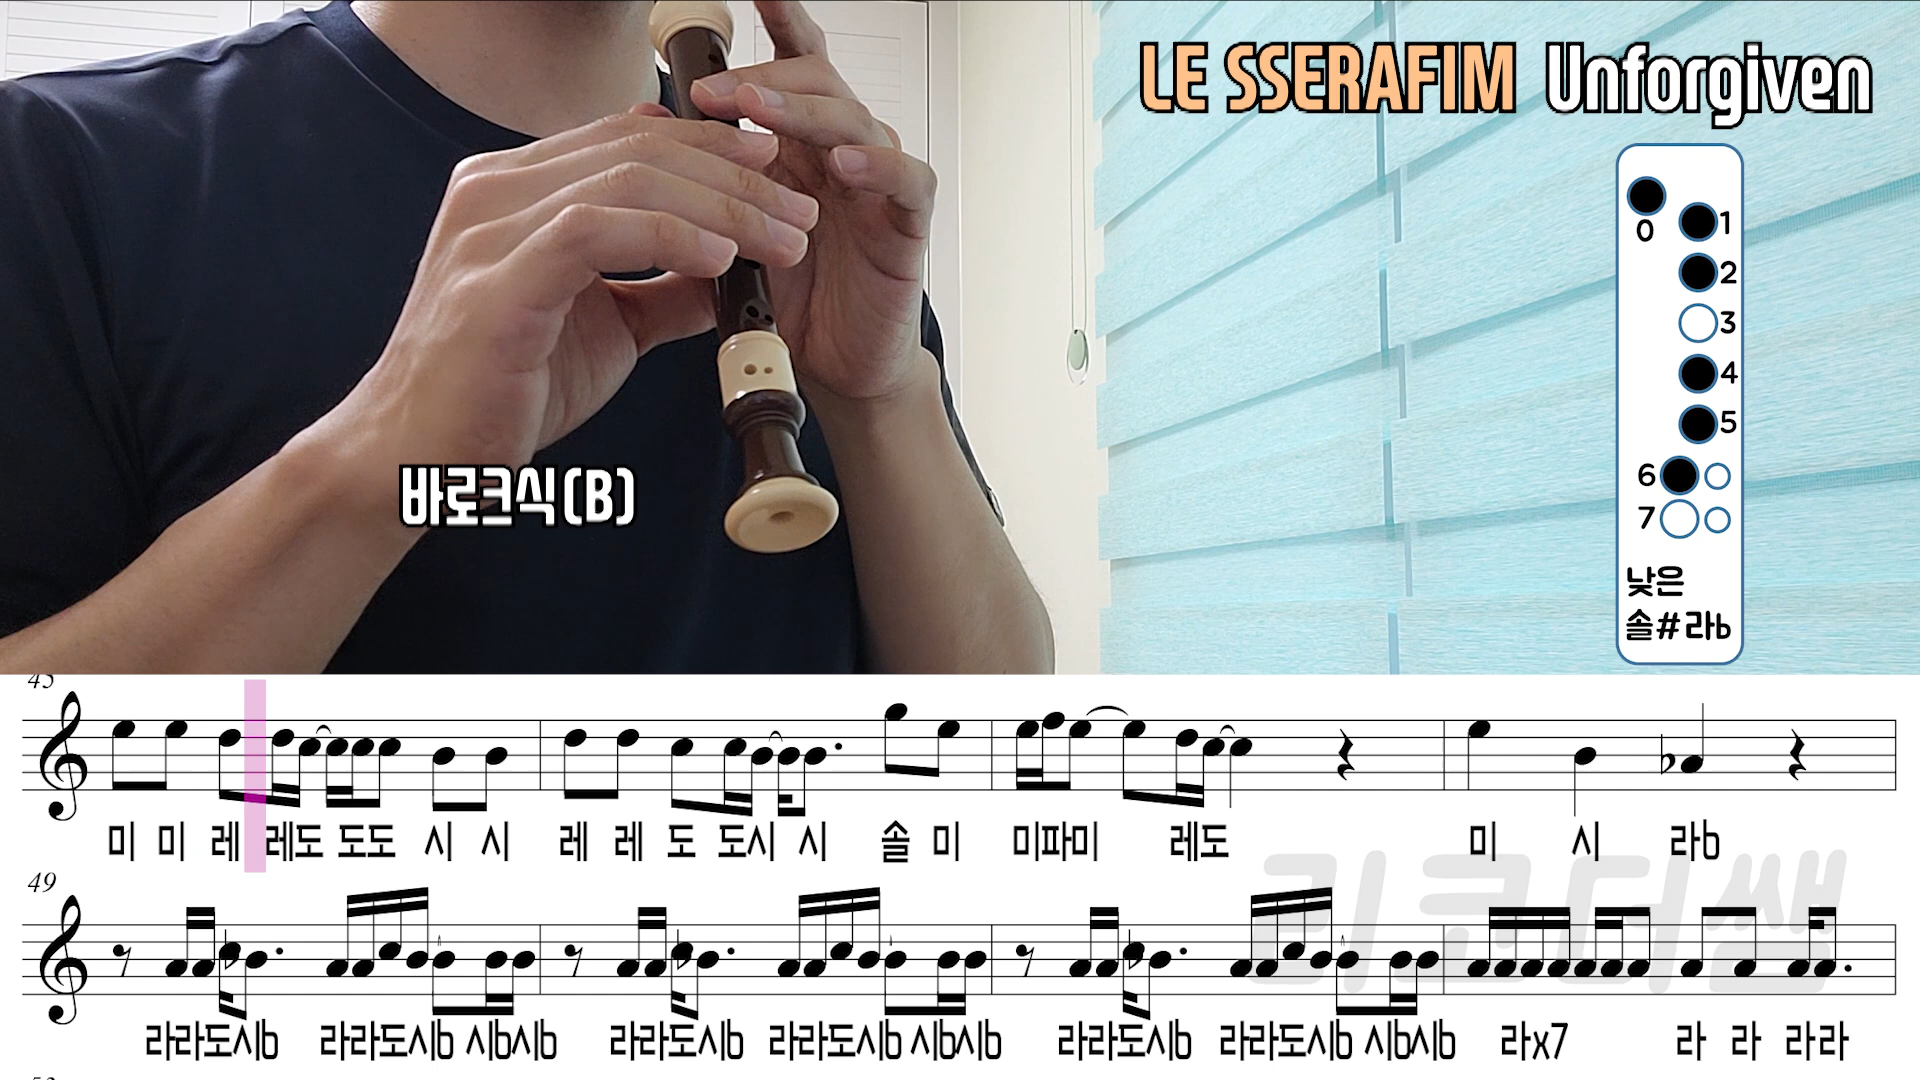 LE SSERAFIM Unforgiven
0
1
2
3
4
5
6
7
낮은
솔#라b
바로크식(B)
45
미 미 레 레도 도도 시 시 레 레 도 도시 시 솔 미 미파미 레도 미 시 라b
리코더쌤
49
라라도시b 라라도시b 시b시b 라라도시b 라라도시b 시b시b 라라도시b 라라도시b 시b시b 라x7 라 라 라라